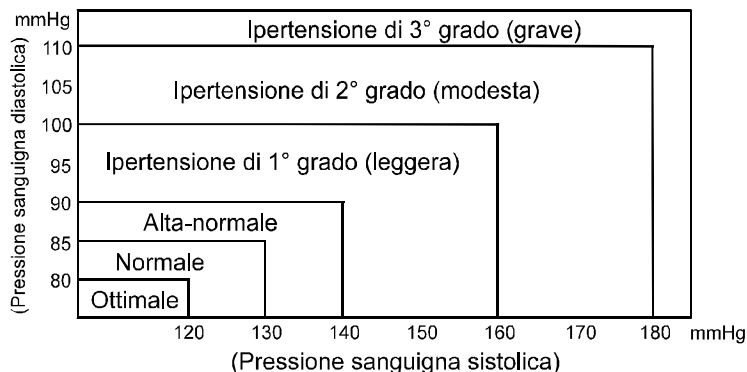 mmHg
Ipertensione di 3° grado (grave)
110
105
Ipertensione di 2° grado (modesta)
100
95
Ipertensione di 1° grado (leggera)
90
Alta-normale
85
Normale
80
Ottimale
(Pressione sanguigna diastolica)
120 130 140 150 160 170 180 mmHg
(Pressione sanguigna sistolica)